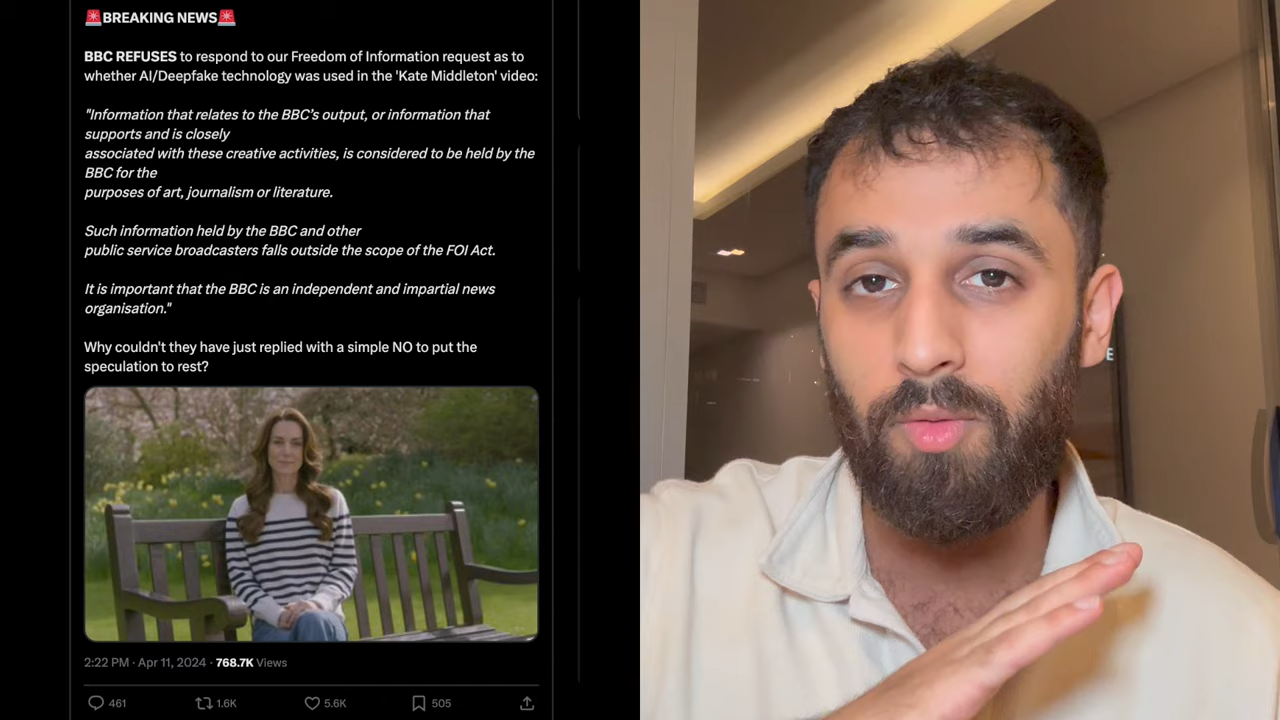 🚨BREAKING NEWS🚨
BBC REFUSES to respond to our Freedom of Information request as to
whether AI/Deepfake technology was used in the 'Kate Middleton' video:
"Information that relates to the BBC's output, or information that
supports and is closely
associated with these creative activities, is considered to be held by the
BBC for the
purposes of art, journalism or literature.
Such information held by the BBC and other
public service broadcasters falls outside the scope of the FOI Act.
It is important that the BBC is an independent and impartial news
organisation."
Why couldn't they have just replied with a simple NO to put the
speculation to rest?
2:22 PM · Apr 11, 2024 · 768.7K Views
461 1.6K 5.6K 505
E